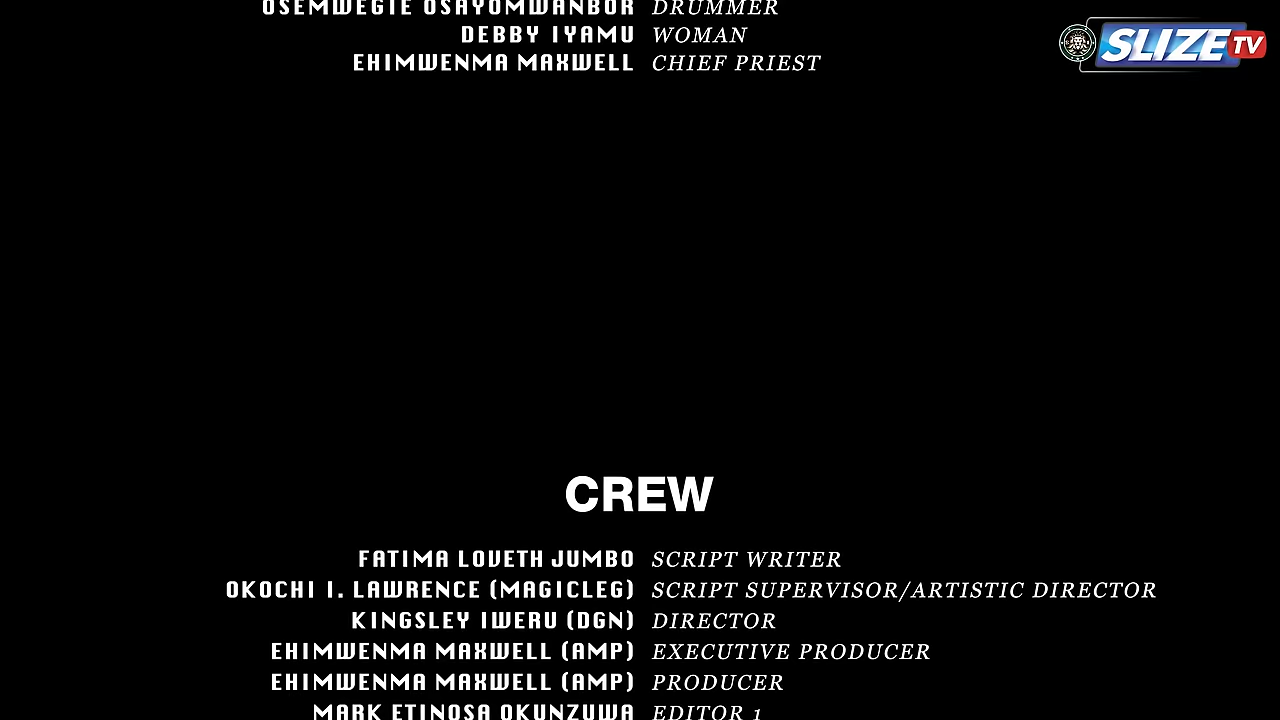 OSEMWEGIE OSAYOMWANBOR DRUMMER
DEBBY IYAMU WOMAN
EHIMWENMA MAXWELL CHIEF PRIEST
SLIZE TV
CREW
FATIMA LOVETH JUMBO SCRIPT WRITER
OKOCHI I. LAWRENCE (MAGICLEG) SCRIPT SUPERVISOR/ARTISTIC DIRECTOR
KINGSLEY IWERU (DGN) DIRECTOR
EHIMWENMA MAXWELL (AMP) EXECUTIVE PRODUCER
EHIMWENMA MAXWELL (AMP) PRODUCER
MARK ETINOSA OKUNZUWA EDITOR 1